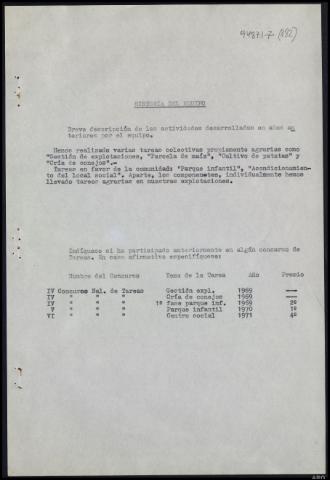 94871-7 (182)
HISTORIA DEL EQUIPO
Breve descripción de las actividades desarrolladas en años an
teriores por el equipo.
Hemos realizado varias tareas colectivas propiamente agrarias como
"Gestión de explotaciones, "Parcela de maíz", "Cultivo de patatas" y
"Cría de conejos".-
Tareas en favor de la comunidad: "Parque infantil", "Acondicionamien
to del local social". Aparte, los componentes, individualmente hemos
llevado tareas agrarias en nuestras explotaciones.
Indíquese si ha participado anteriormente en algún concurso de
Tareas. En caso afirmativo especifíquese:
Nombre del Concurso Tema de la Tarea Año Premio
IV Concurso Nal. de Tareas Gestión expl. 1969 ——
IV " " " Cría de conejos 1969 ——
IV " " " 1ª fase parque inf. 1969 2º
V " " " Parque infantil 1970 1º
VI " " " Centro social 1971 4º